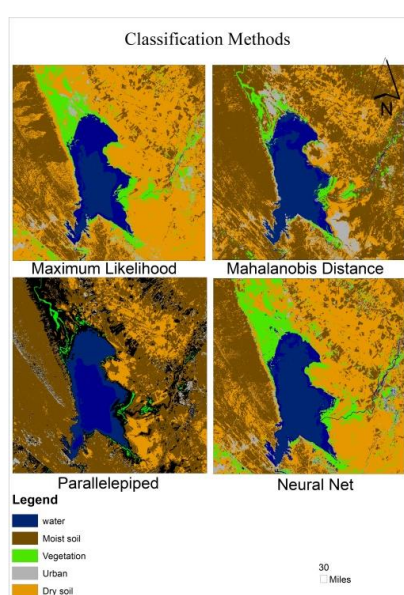 Classification Methods
N
Maximum Likelihood
Mahalanobis Distance
Parallelepiped
Neural Net
Legend
water
Moist soil
Vegetation
Urban
Dry soil
30
Miles